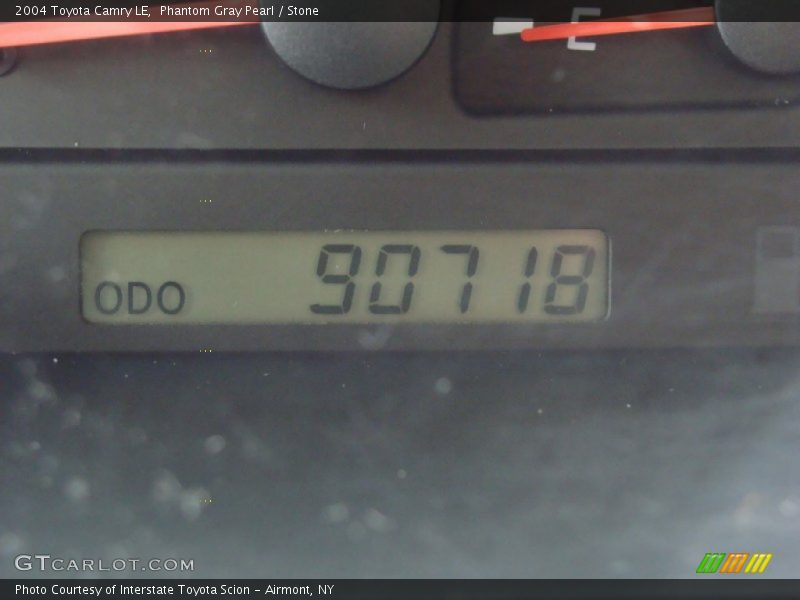 2004 Toyota Camry LE, Phantom Gray Pearl / Stone
E
ODO 90718
GTCARLOT.COM
Photo Courtesy of Interstate Toyota Scion - Airmont, NY